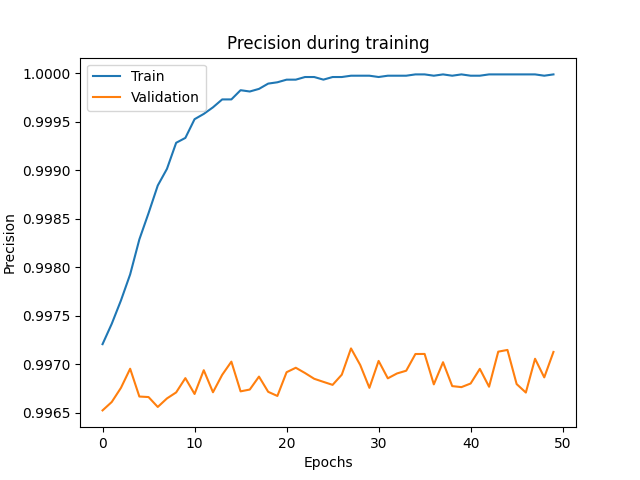 Precision during training
Train
Validation
1.0000
0.9995
0.9990
0.9985
0.9980
0.9975
0.9970
0.9965
Precision
0 10 20 30 40 50
Epochs